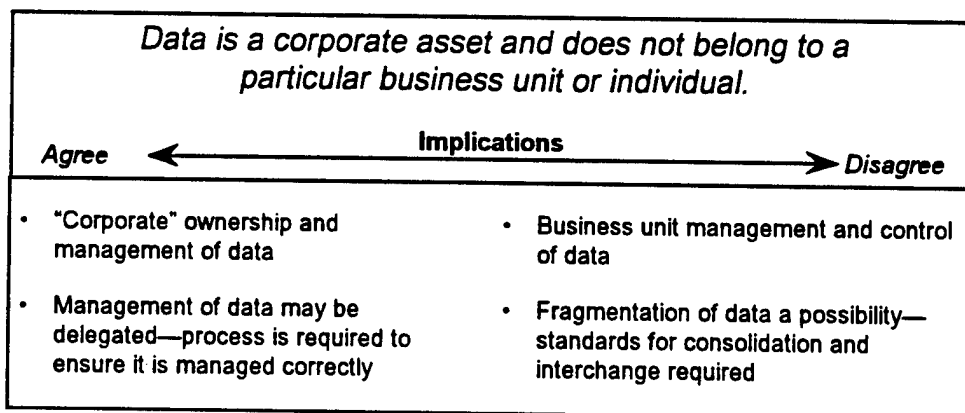 Data is a corporate asset and does not belong to a
particular business unit or individual.
Implications
Agree
Disagree
• "Corporate" ownership and
management of data
• Management of data may be
delegated—process is required to
ensure it is managed correctly
• Business unit management and control
of data
• Fragmentation of data a possibility—
standards for consolidation and
interchange required